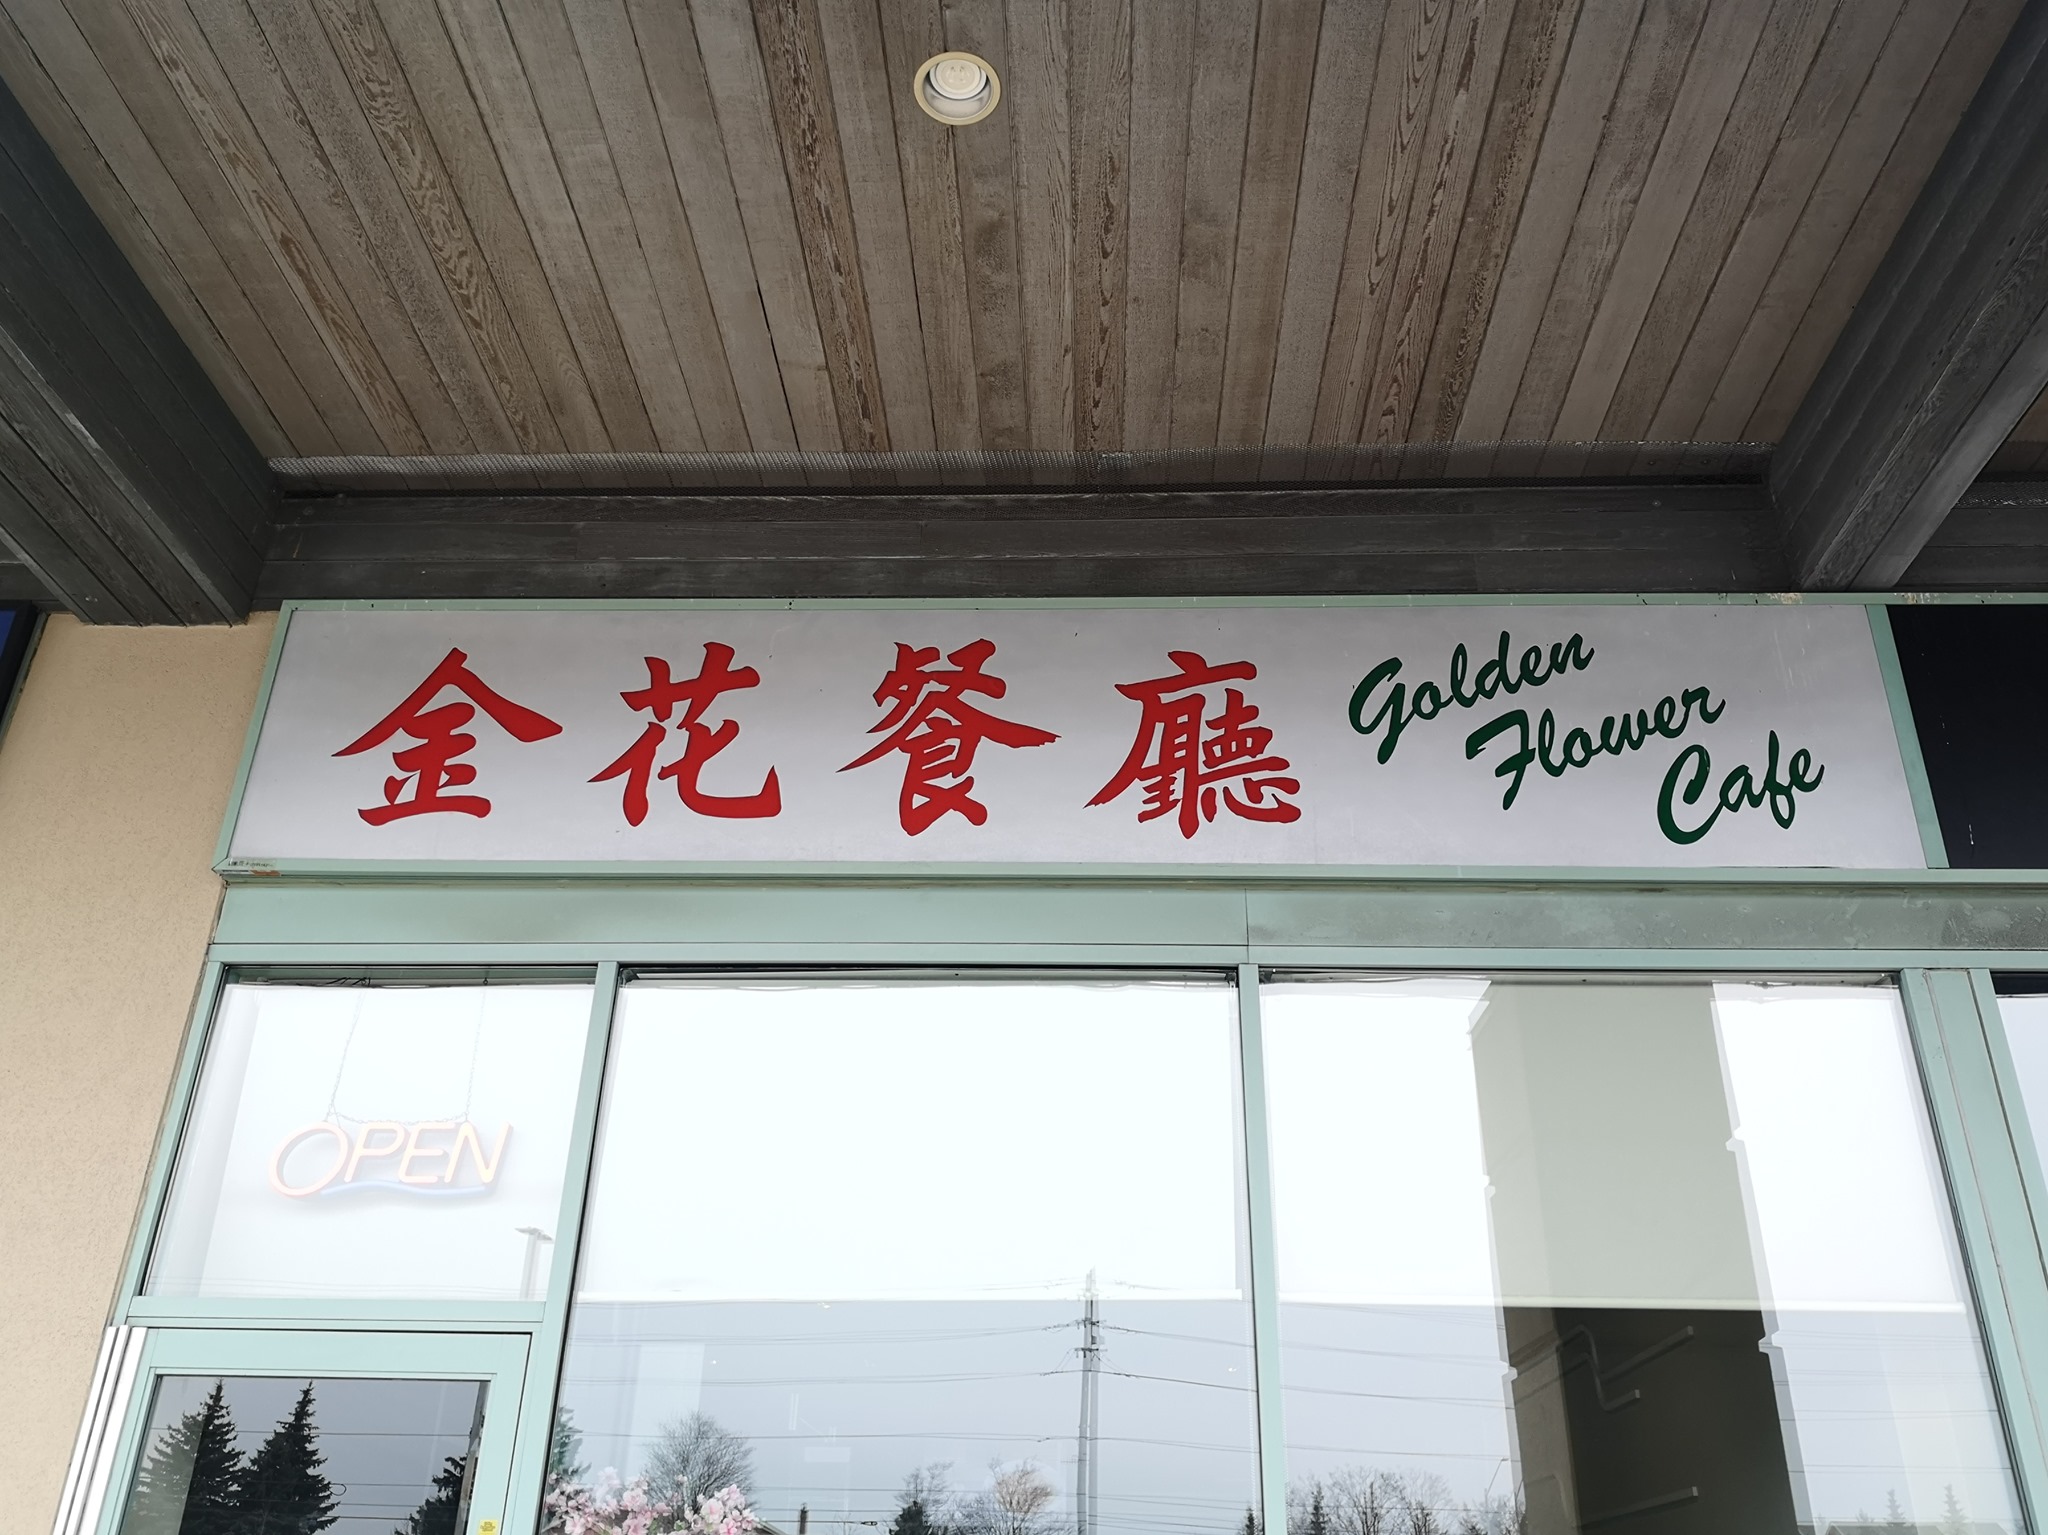 金花餐廳
Golden
Flower
Cafe
OPEN